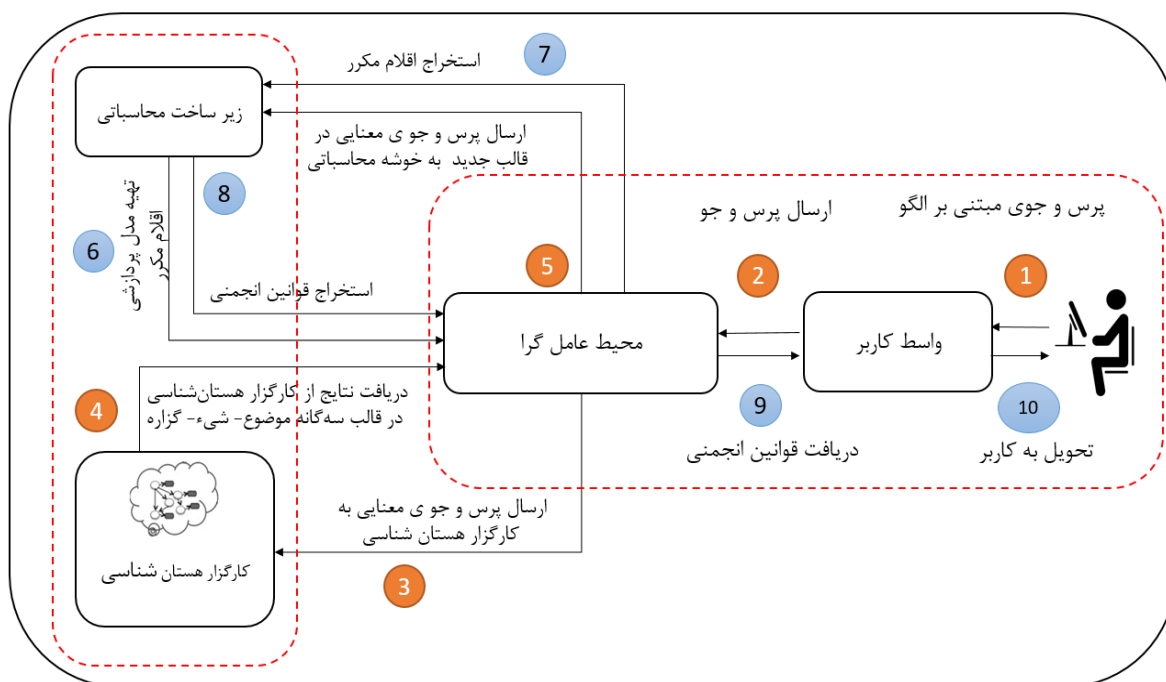 7
استخراج اقلام مکرر
زیر ساخت محاسباتی
ارسال پرس و جو ی معنایی در
قالب جدید به خوشه محاسباتی
8
6
تهیه مدل پردازشی
اقلام مکرر
پرس و جوی مبتنی بر الگو
ارسال پرس و جو
1
2
5
استخراج قوانین انجمنی
واسط کاربر
محیط عامل گرا
دریافت نتایج از کارگزار هستان‌شناسی
در قالب سه‌گانه موضوع- شیء- گزاره
4
10
9
تحویل به کاربر
دریافت قوانین انجمنی
ارسال پرس و جو ی معنایی به
کارگزار هستان شناسی
3
کارگزار هستان شناسی